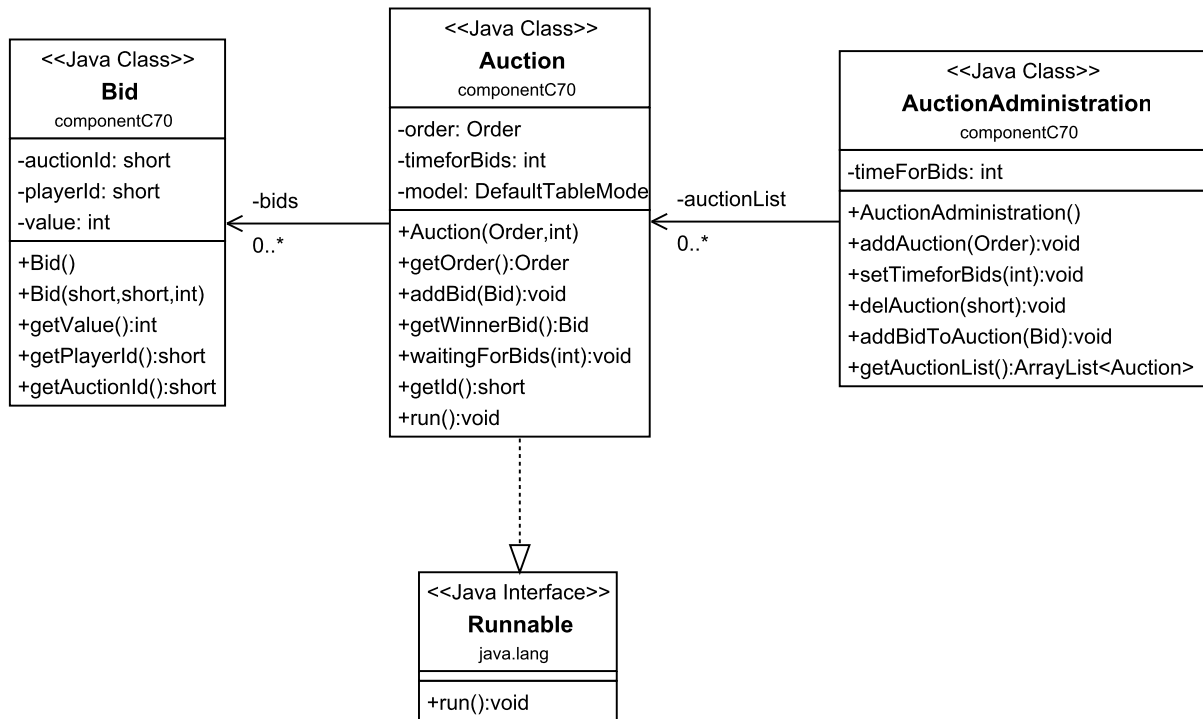 <<Java Class>>
Bid
componentC70
-auctionId: short
-playerId: short
-value: int
+Bid()
+Bid(short,short,int)
+getValue():int
+getPlayerId():short
+getAuctionId():short
-bids
0..*
<<Java Class>>
Auction
componentC70
-order: Order
-timeforBids: int
-model: DefaultTableMode
+Auction(Order,int)
+getOrder():Order
+addBid(Bid):void
+getWinnerBid():Bid
+waitingForBids(int):void
+getId():short
+run():void
-auctionList
0..*
<<Java Class>>
AuctionAdministration
componentC70
-timeForBids: int
+AuctionAdministration()
+addAuction(Order):void
+setTimeforBids(int):void
+delAuction(short):void
+addBidToAuction(Bid):void
+getAuctionList():ArrayList<Auction>
<<Java Interface>>
Runnable
java.lang
+run():void